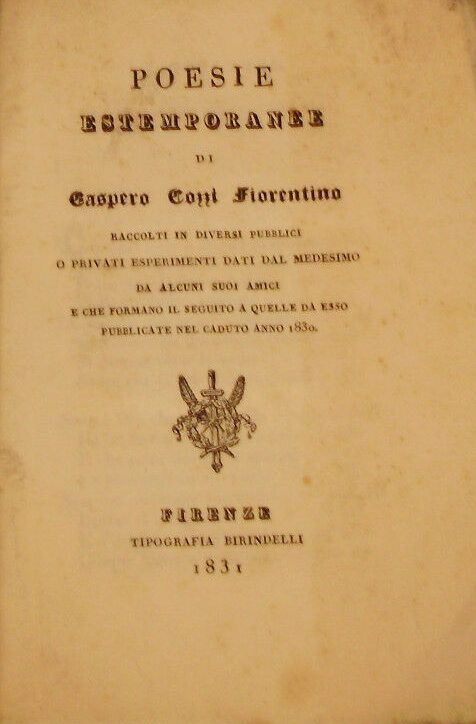 POESIE
ESTEMPORANEE
DI
Gaspero Cozzi Fiorentino
RACCOLTI IN DIVERSI PUBBLICI
O PRIVATI ESPERIMENTI DATI DAL MEDESIMO
DA ALCUNI SUOI AMICI
E CHE FORMANO IL SEGUITO A QUELLE DA ESSO
PUBBLICATE NEL CADUTO ANNO 1830.
FIRENZE
TIPOGRAFIA BIRINDELLI
1831